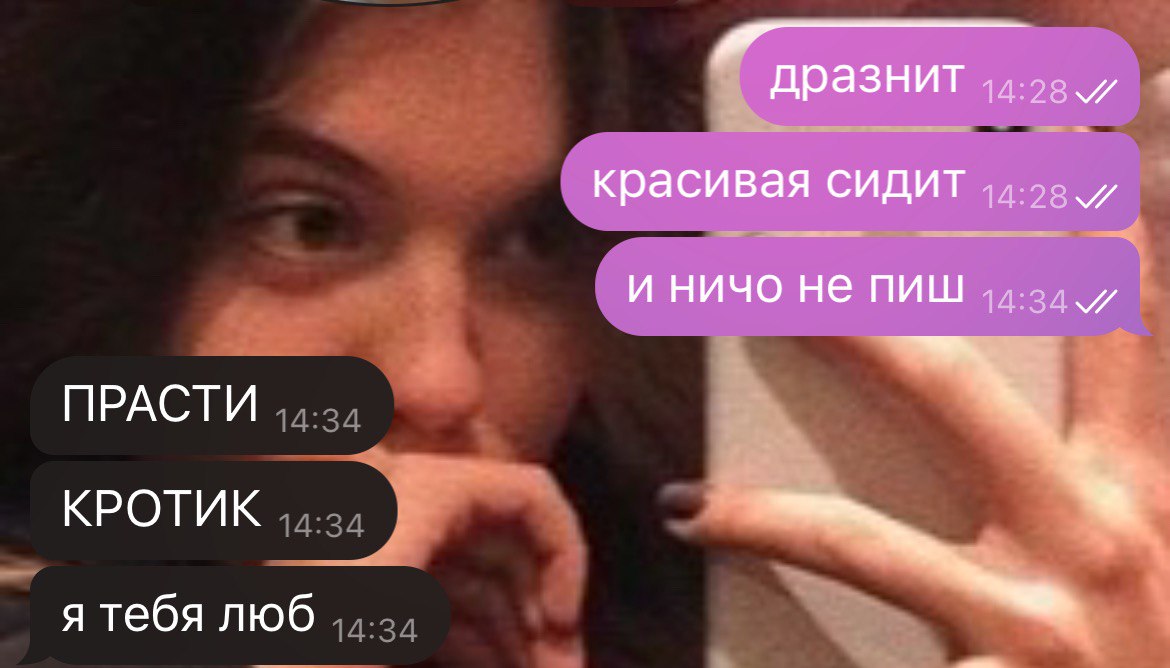 дразнит 14:28
красивая сидит 14:28
и ничо не пиш 14:34
ПРАСТИ 14:34
КРОТИК 14:34
я тебя люб 14:34